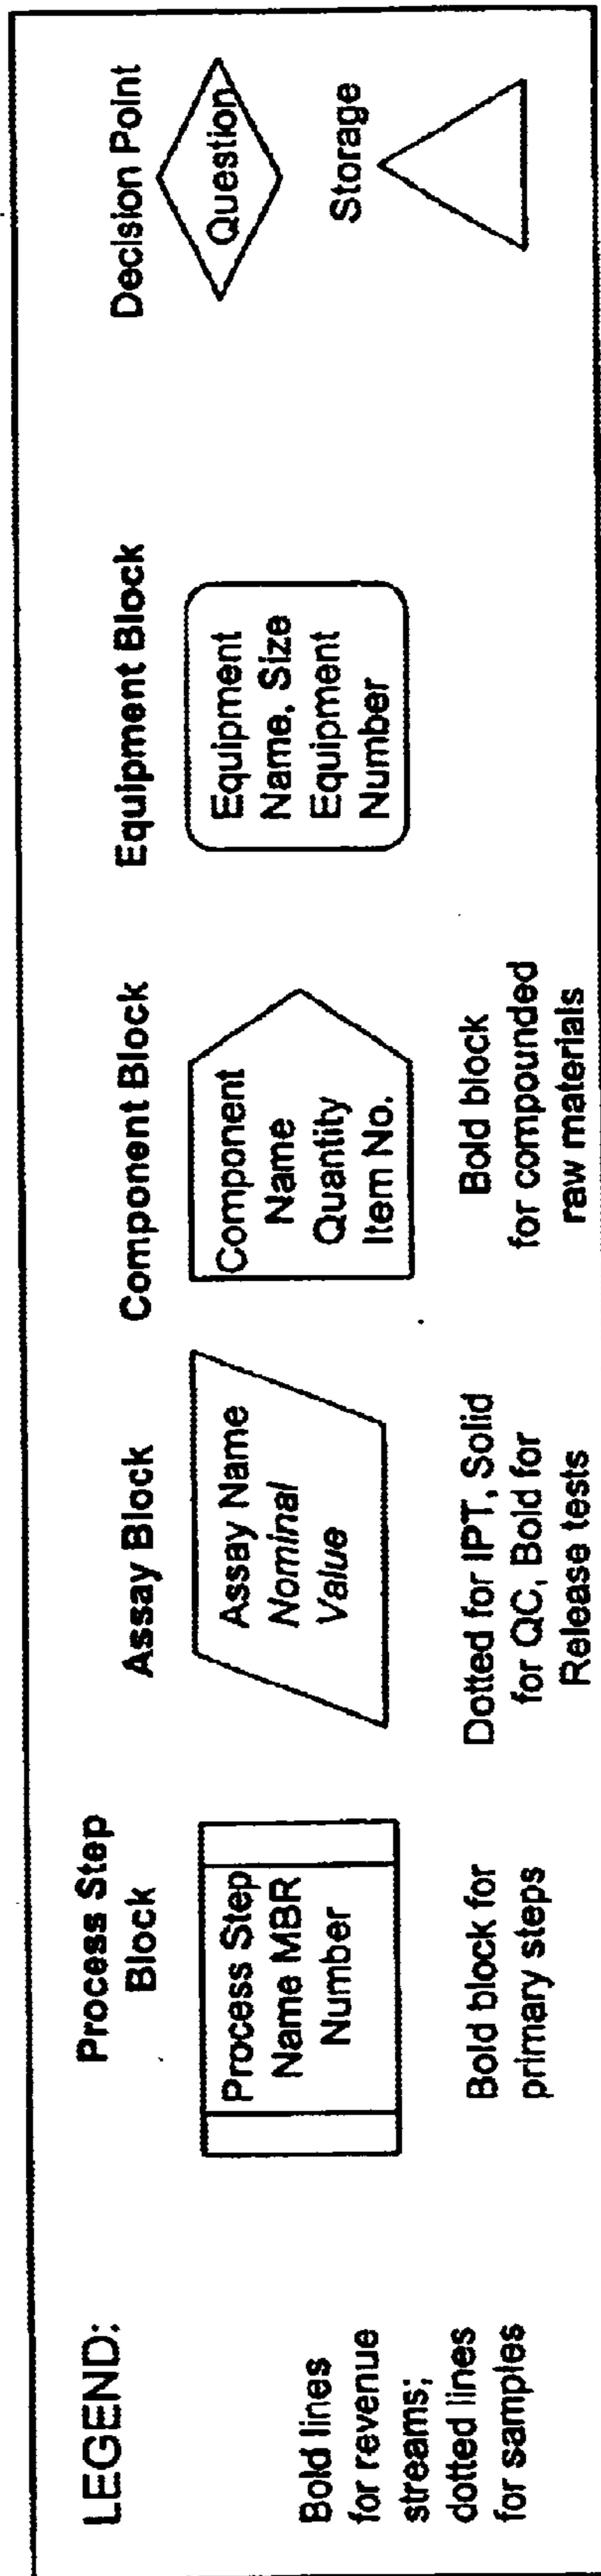 LEGEND:
Bold lines
for revenue
streams;
dotted lines
for samples
Process Step
Block
Process Step
Name MBR
Number
Bold block for
primary steps
Assay Block
Assay Name
Nominal
Value
Dotted for IPT, Solid
for QC, Bold for
Release tests
Component Block
Component
Name
Quantity
Item No.
Bold block
for compounded
raw materials
Equipment Block
Equipment
Name, Size
Equipment
Number
Decision Point
Question
Storage